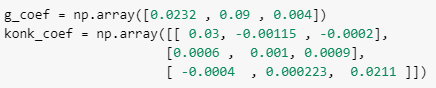 g_coef = np.array([0.0232 , 0.09 , 0.004])
konk_coef = np.array([[ 0.03, -0.00115 , -0.0002],
[0.0006 , 0.001, 0.0009],
[ -0.0004 , 0.000223, 0.0211 ]])